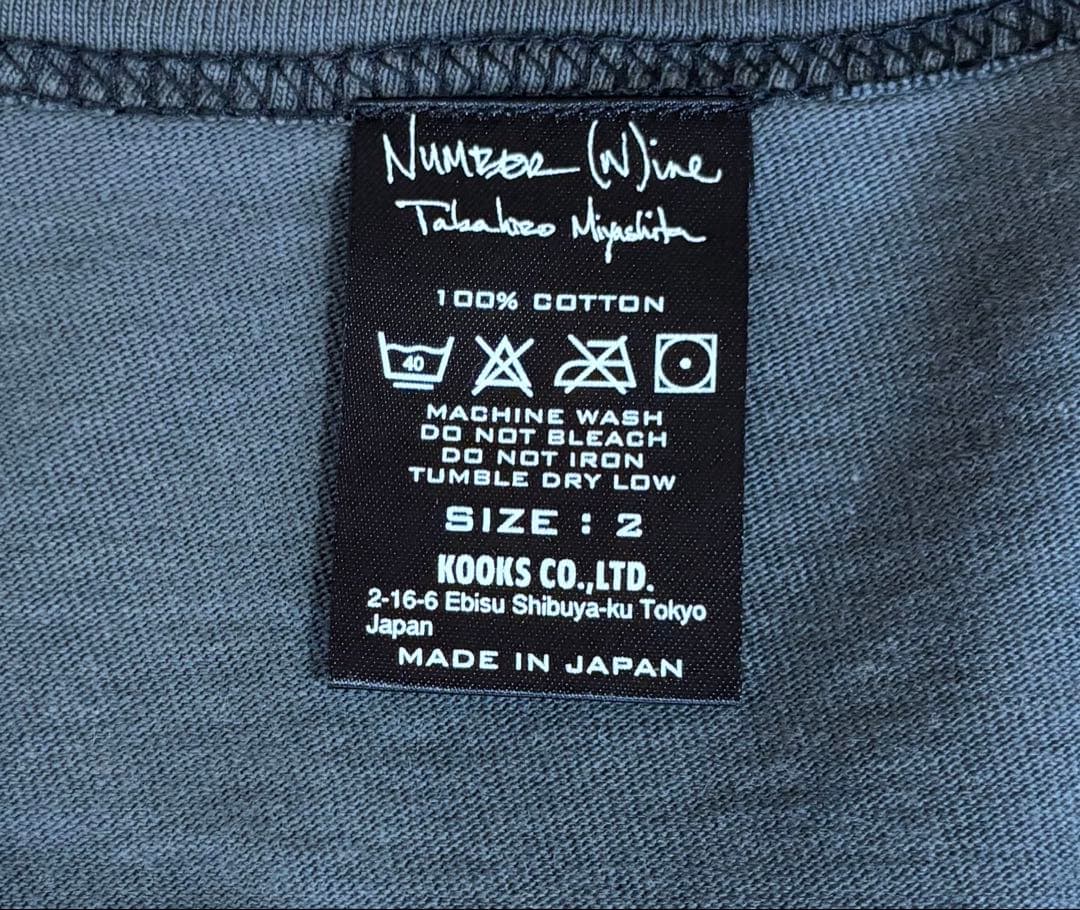 NUMBER (N)ine
Takahiro Miyashita
100% COTTON
40
MACHINE WASH
DO NOT BLEACH
DO NOT IRON
TUMBLE DRY LOW
SIZE : 2
KOOKS CO.,LTD.
2-16-6 Ebisu Shibuya-ku Tokyo
Japan
MADE IN JAPAN